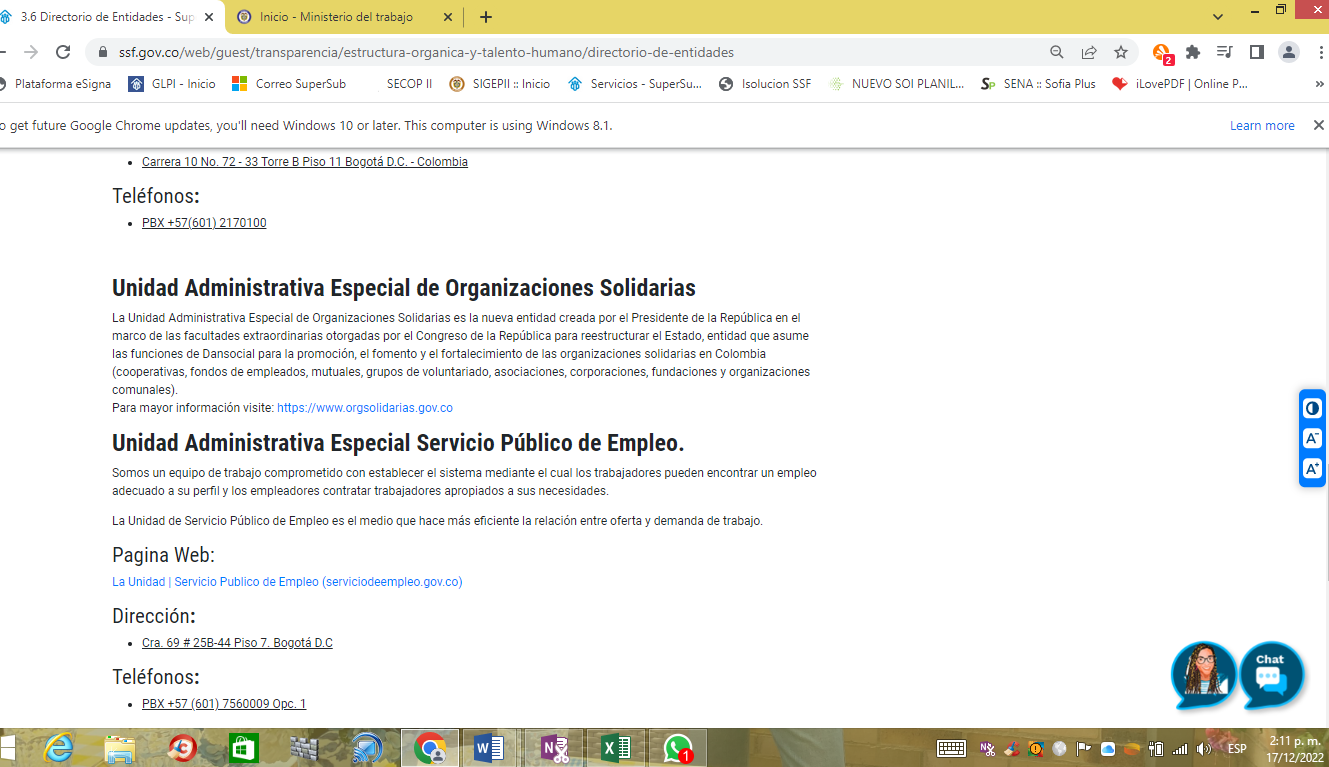 3.6 Directorio de Entidades - Sup
Inicio - Ministerio del trabajo
ssf.gov.co/web/guest/transparencia/estructura-organica-y-talento-humano/directorio-de-entidades
2
Plataforma eSigna
GLPI - Inicio
Correo SuperSub
SECOP II
SIGEPII :: Inicio
Servicios - SuperSu...
Isolucion SSF
NUEVO SOI PLANIL...
Sp
SENA :: Sofia Plus
iLovePDF | Online P...
»
o get future Google Chrome updates, you'll need Windows 10 or later. This computer is using Windows 8.1.
Learn more
• Carrera 10 No. 72 - 33 Torre B Piso 11 Bogotá D.C. - Colombia
Teléfonos:
• PBX +57(601) 2170100
Unidad Administrativa Especial de Organizaciones Solidarias
La Unidad Administrativa Especial de Organizaciones Solidarias es la nueva entidad creada por el Presidente de la República en el
marco de las facultades extraordinarias otorgadas por el Congreso de la República para reestructurar el Estado, entidad que asume
las funciones de Dansocial para la promoción, el fomento y el fortalecimiento de las organizaciones solidarias en Colombia
(cooperativas, fondos de empleados, mutuales, grupos de voluntariado, asociaciones, corporaciones, fundaciones y organizaciones
comunales).
Para mayor información visite: https://www.orgsolidarias.gov.co
Unidad Administrativa Especial Servicio Público de Empleo.
Somos un equipo de trabajo comprometido con establecer el sistema mediante el cual los trabajadores pueden encontrar un empleo
adecuado a su perfil y los empleadores contratar trabajadores apropiados a sus necesidades.
La Unidad de Servicio Público de Empleo es el medio que hace más eficiente la relación entre oferta y demanda de trabajo.
Pagina Web:
La Unidad | Servicio Publico de Empleo (serviciodeempleo.gov.co)
Dirección:
• Cra. 69 # 25B-44 Piso 7. Bogotá D.C
Teléfonos:
• PBX +57 (601) 7560009 Opc. 1
A-
A+
Chat
1
ESP
2:11 p. m.
17/12/2022